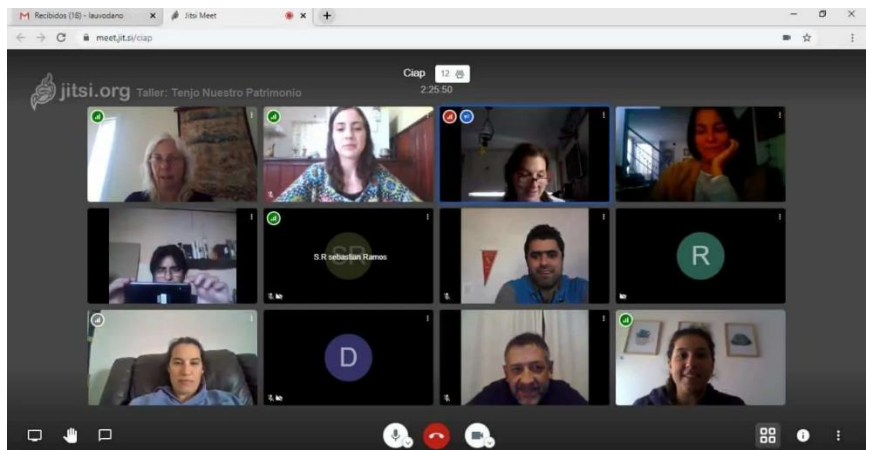 Recibidos (18) - lauvodano
Jitsi Meet
meet.jit.si/ciap
jitsi.org
Taller: Tenjo Nuestro Patrimonio
Ciap
12
2:25:50
SR
S.R sebastian Ramos
R
D